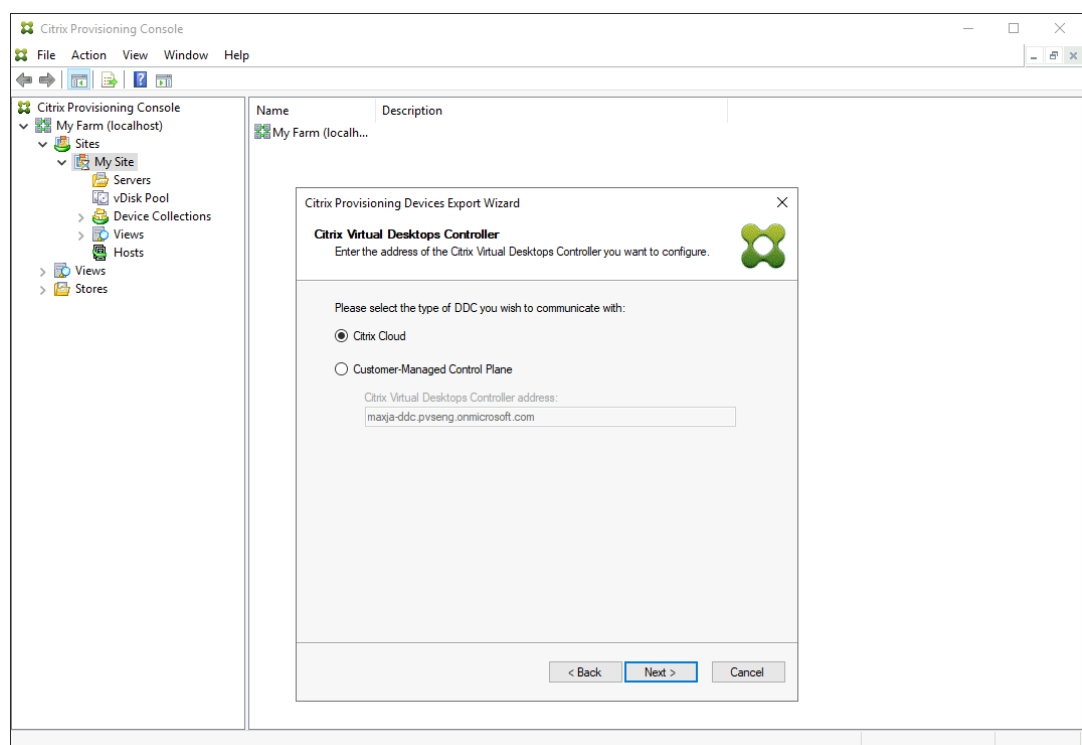 Citrix Provisioning Console
File Action View Window Help
Citrix Provisioning Console
My Farm (localhost)
Sites
My Site
Servers
vDisk Pool
Device Collections
Views
Hosts
Views
Stores
Name Description
My Farm (localh...
Citrix Provisioning Devices Export Wizard
Citrix Virtual Desktops Controller
Enter the address of the Citrix Virtual Desktops Controller you want to configure.
Please select the type of DDC you wish to communicate with:
Citrix Cloud
Customer-Managed Control Plane
Citrix Virtual Desktops Controller address:
maxja-ddc.pvseng.onmicrosoft.com
< Back Next > Cancel